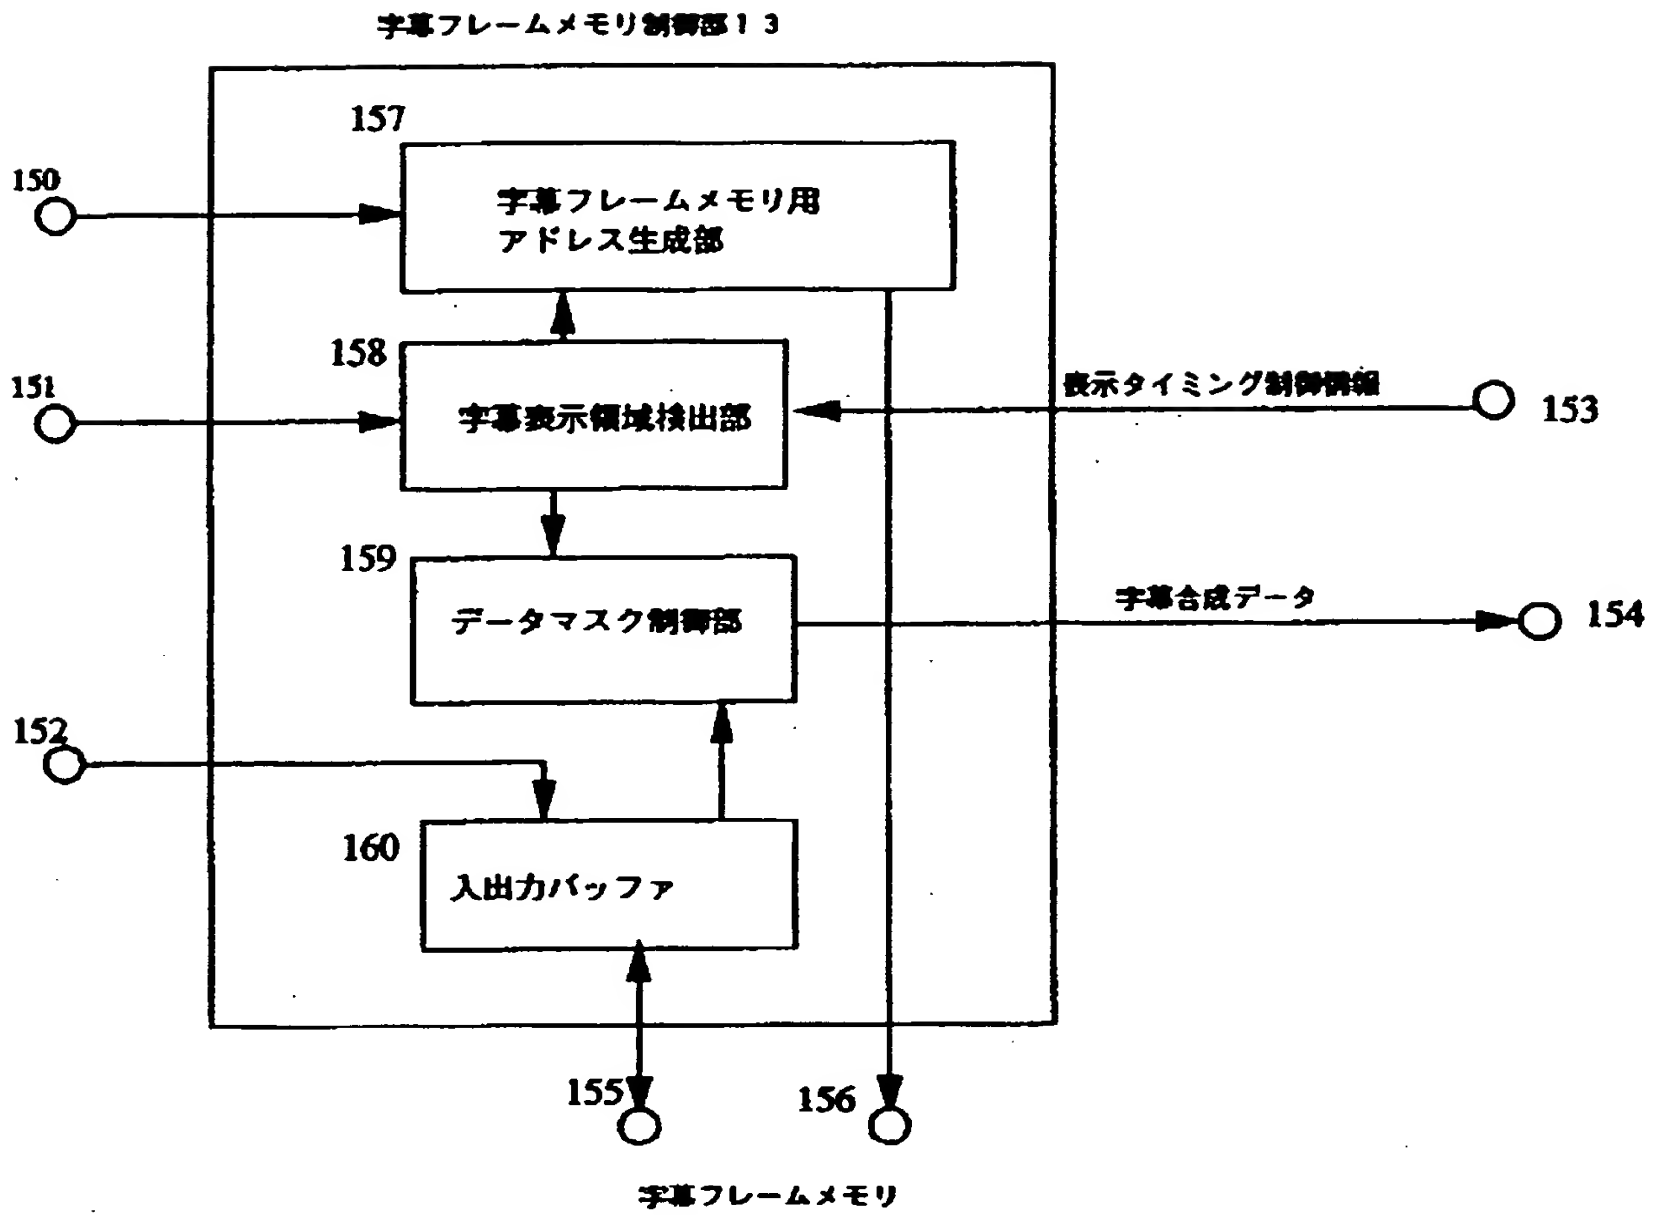 字幕フレームメモリ制御部13
157
150
字幕フレームメモリ用
アドレス生成部
158
151
字幕表示領域検出部
表示タイミング制御情報
153
159
データマスク制御部
字幕合成データ
154
152
160
入出力バッファ
155
156
字幕フレームメモリ